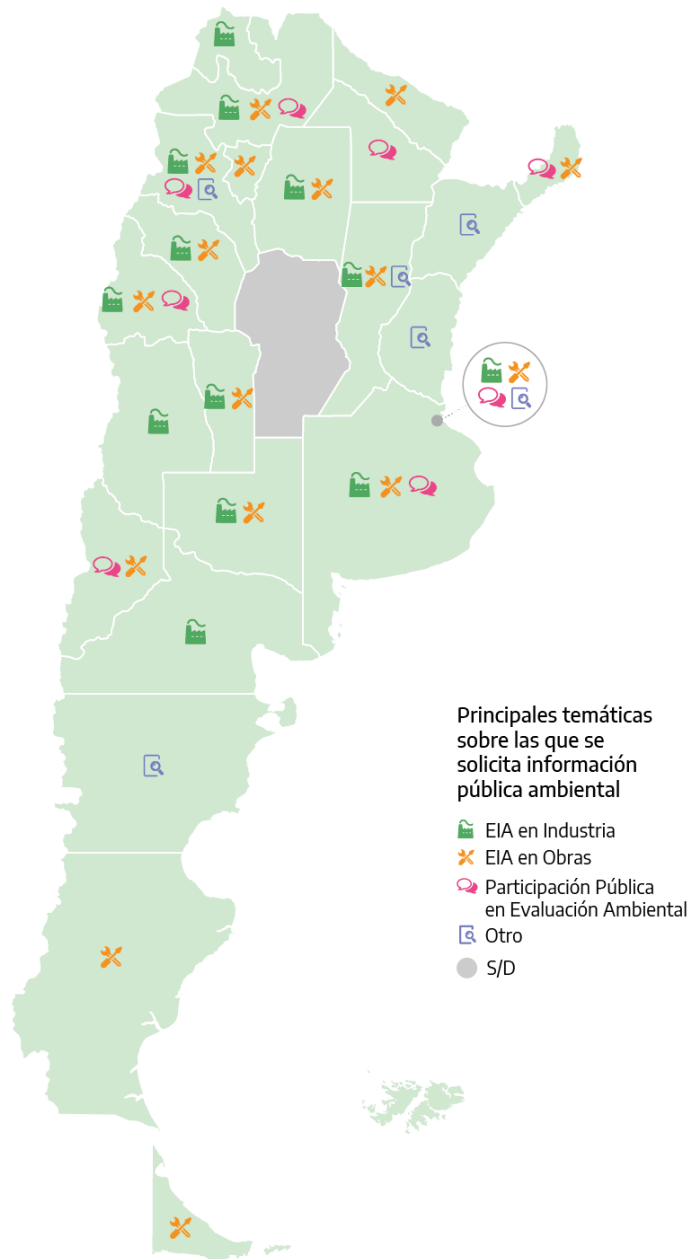 Principales temáticas
sobre las que se
solicita información
pública ambiental
EIA en Industria
EIA en Obras
Participación Pública
en Evaluación Ambiental
Otro
S/D